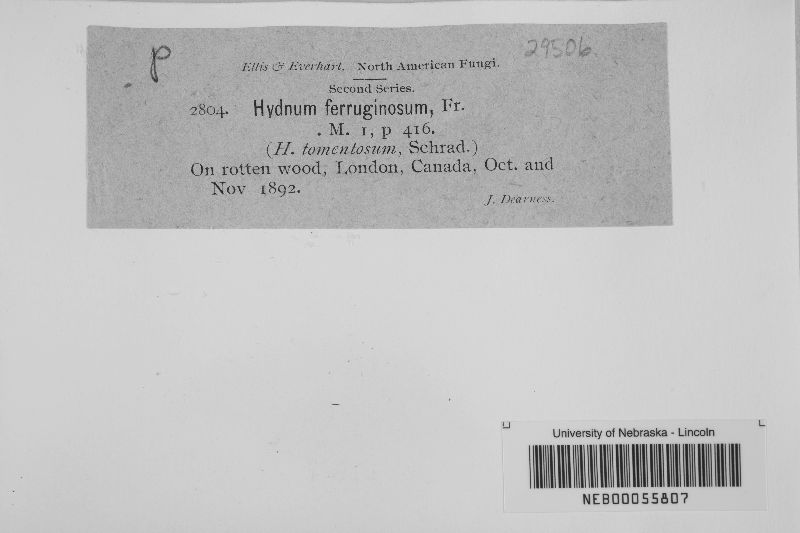 P
29506
Ellis & Everhart. North American Fungi.
Second Series.
2804. Hydnum ferruginosum, Fr.
. M. 1, p 416.
(H. tomentosum, Schrad.)
On rotten wood, London, Canada, Oct. and
Nov 1892.
J. Dearness.
University of Nebraska - Lincoln
NEB00055807